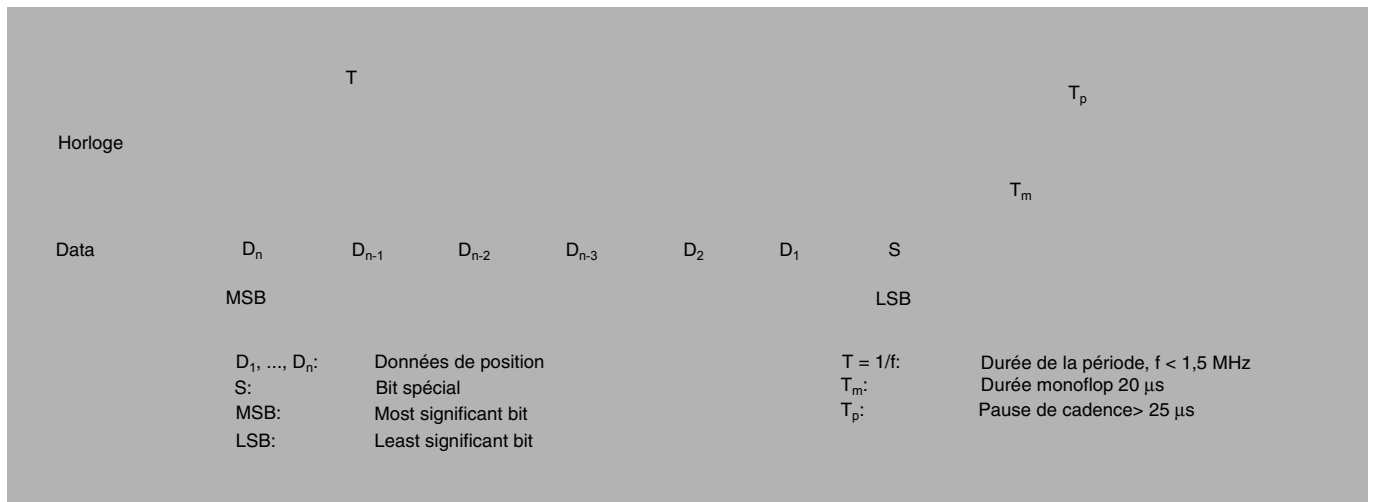 T
T_p
Horloge
T_m
Data D_n D_n-1 D_n-2 D_n-3 D_2 D_1 S
MSB LSB
D_1, ..., D_n: Données de position T = 1/f: Durée de la période, f < 1,5 MHz
S: Bit spécial T_m: Durée monoflop 20 μs
MSB: Most significant bit T_p: Pause de cadence> 25 μs
LSB: Least significant bit